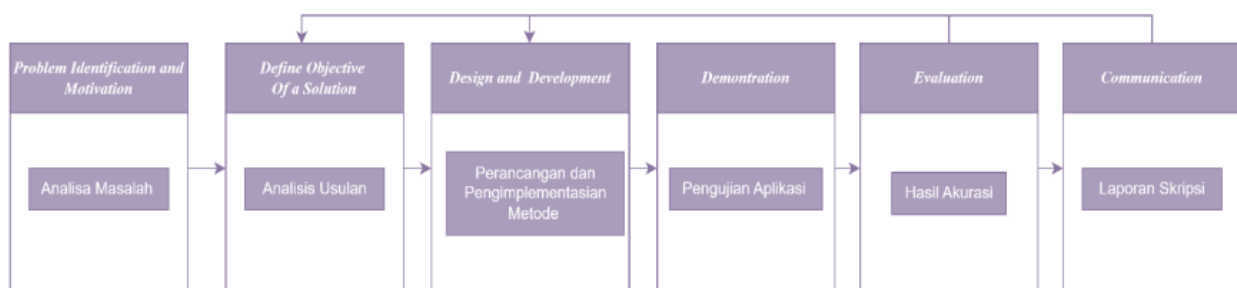 Problem Identification and
Motivation
Define Objective
Of a Solution
Design and Development
Demontration
Evaluation
Communication
Analisa Masalah
Analisis Usulan
Perancangan dan
Pengimplementasian
Metode
Pengujian Aplikasi
Hasil Akurasi
Laporan Skripsi